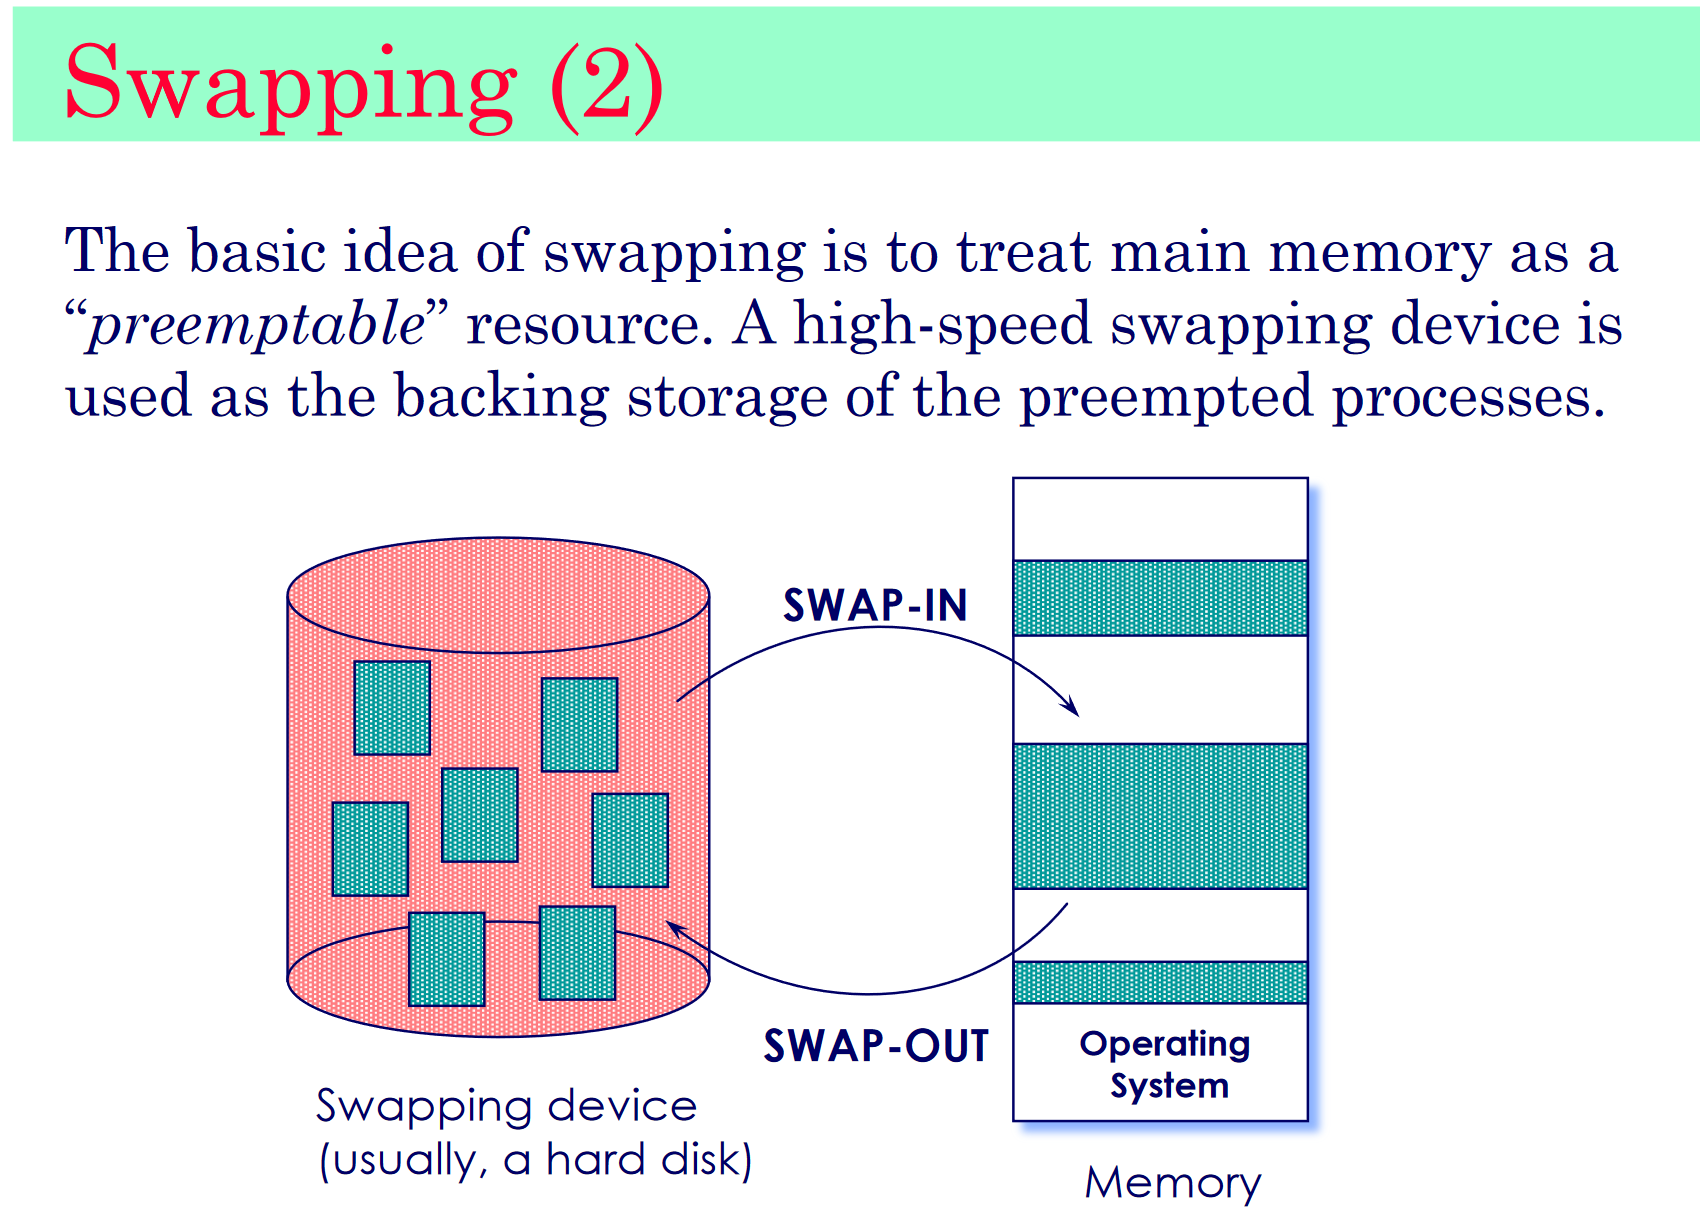 Swapping (2)
The basic idea of swapping is to treat main memory as a
“preemptable” resource. A high-speed swapping device is
used as the backing storage of the preempted processes.
SWAP-IN
SWAP-OUT
Operating
System
Swapping device
(usually, a hard disk)
Memory